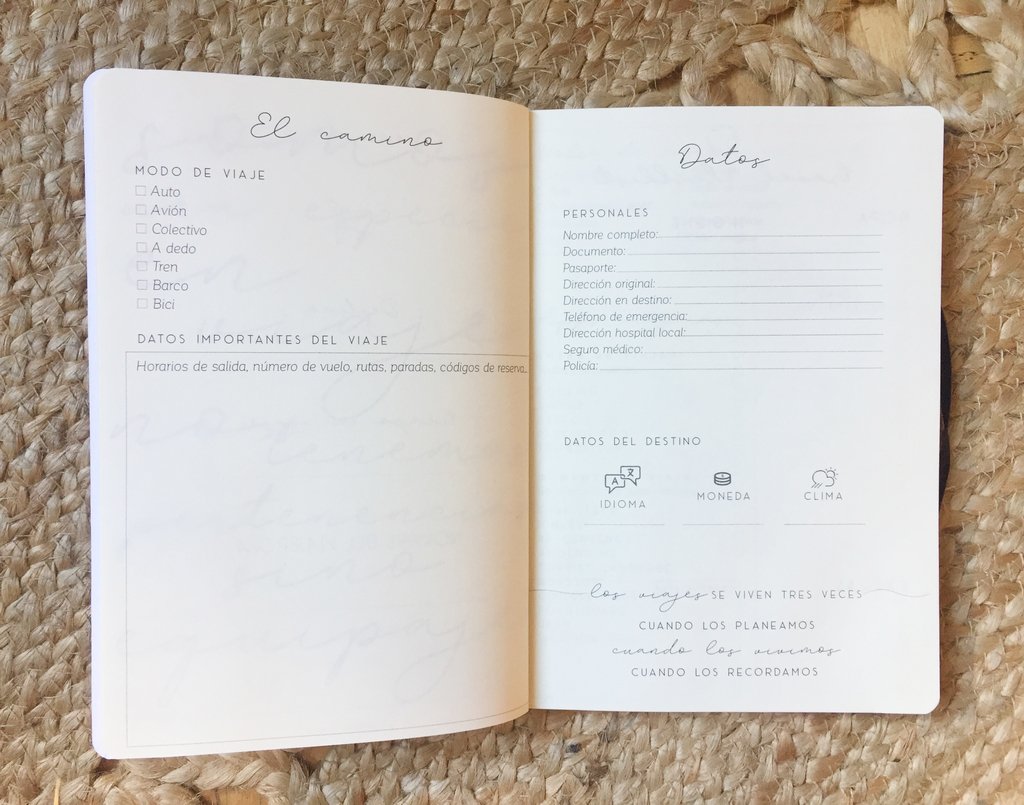 El camino
MODO DE VIAJE
Auto
Avión
Colectivo
A dedo
Tren
Barco
Bici
DATOS IMPORTANTES DEL VIAJE
Horarios de salida, número de vuelo, rutas, paradas, códigos de reserva...
Datos
PERSONALES
Nombre completo:
Documento:
Pasaporte:
Dirección original:
Dirección en destino:
Teléfono de emergencia:
Dirección hospital local:
Seguro médico:
Policía:
DATOS DEL DESTINO
A 文
IDIOMA MONEDA CLIMA
los viajes SE VIVEN TRES VECES
CUANDO LOS PLANEAMOS
cuando los vivimos
CUANDO LOS RECORDAMOS